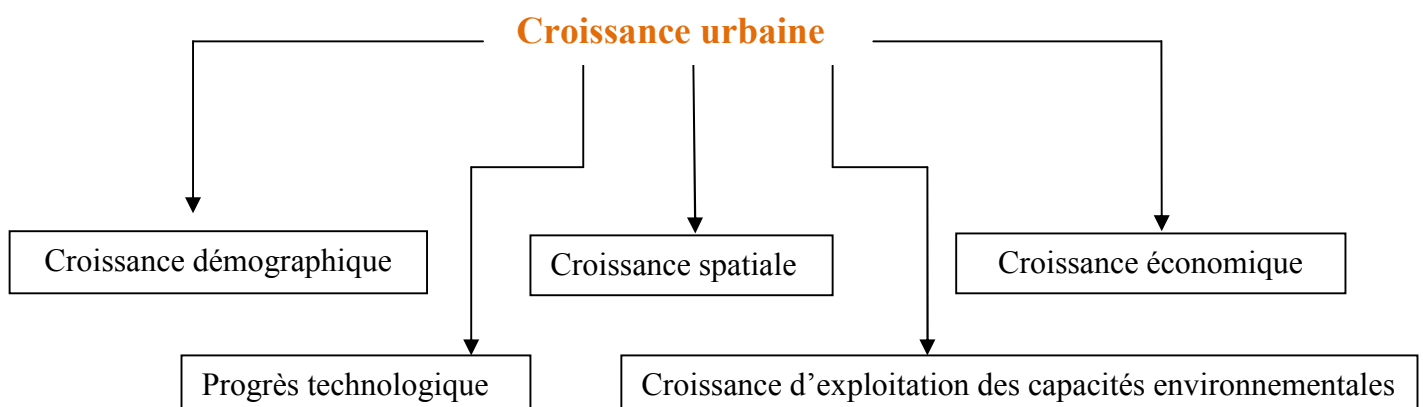 Croissance urbaine
Croissance démographique
Croissance spatiale
Croissance économique
Progrès technologique
Croissance d’exploitation des capacités environnementales